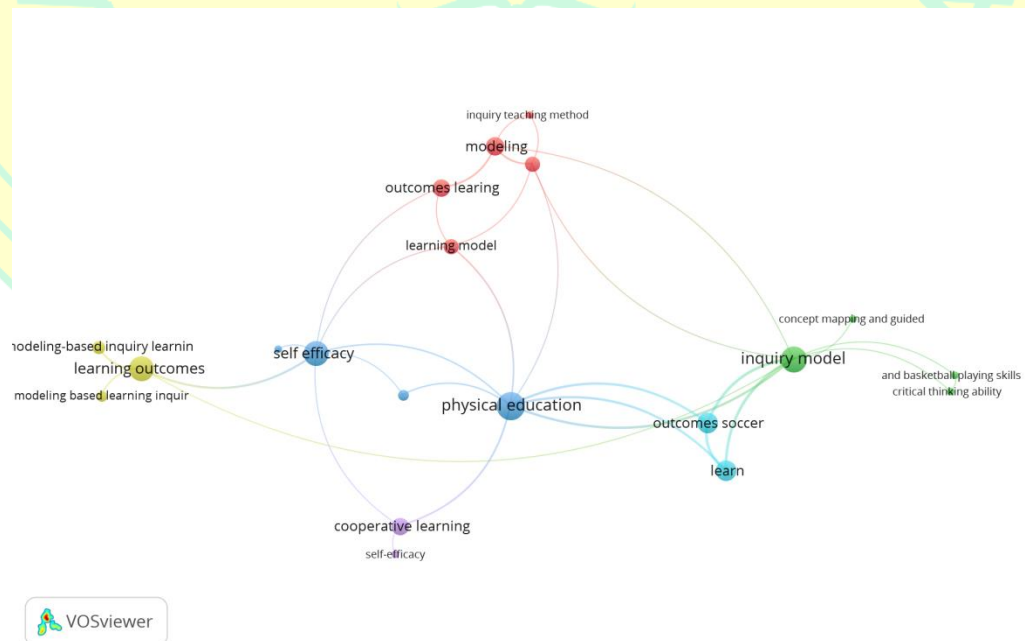 inquiry teaching method
modeling
outcomes learing
learning model
concept mapping and guided
modeling-based inquiry learnin
self efficacy
inquiry model
learning outcomes
and basketball playing skills
modeling based learning inquir
critical thinking ability
physical education
outcomes soccer
learn
cooperative learning
self-efficacy
VOSviewer